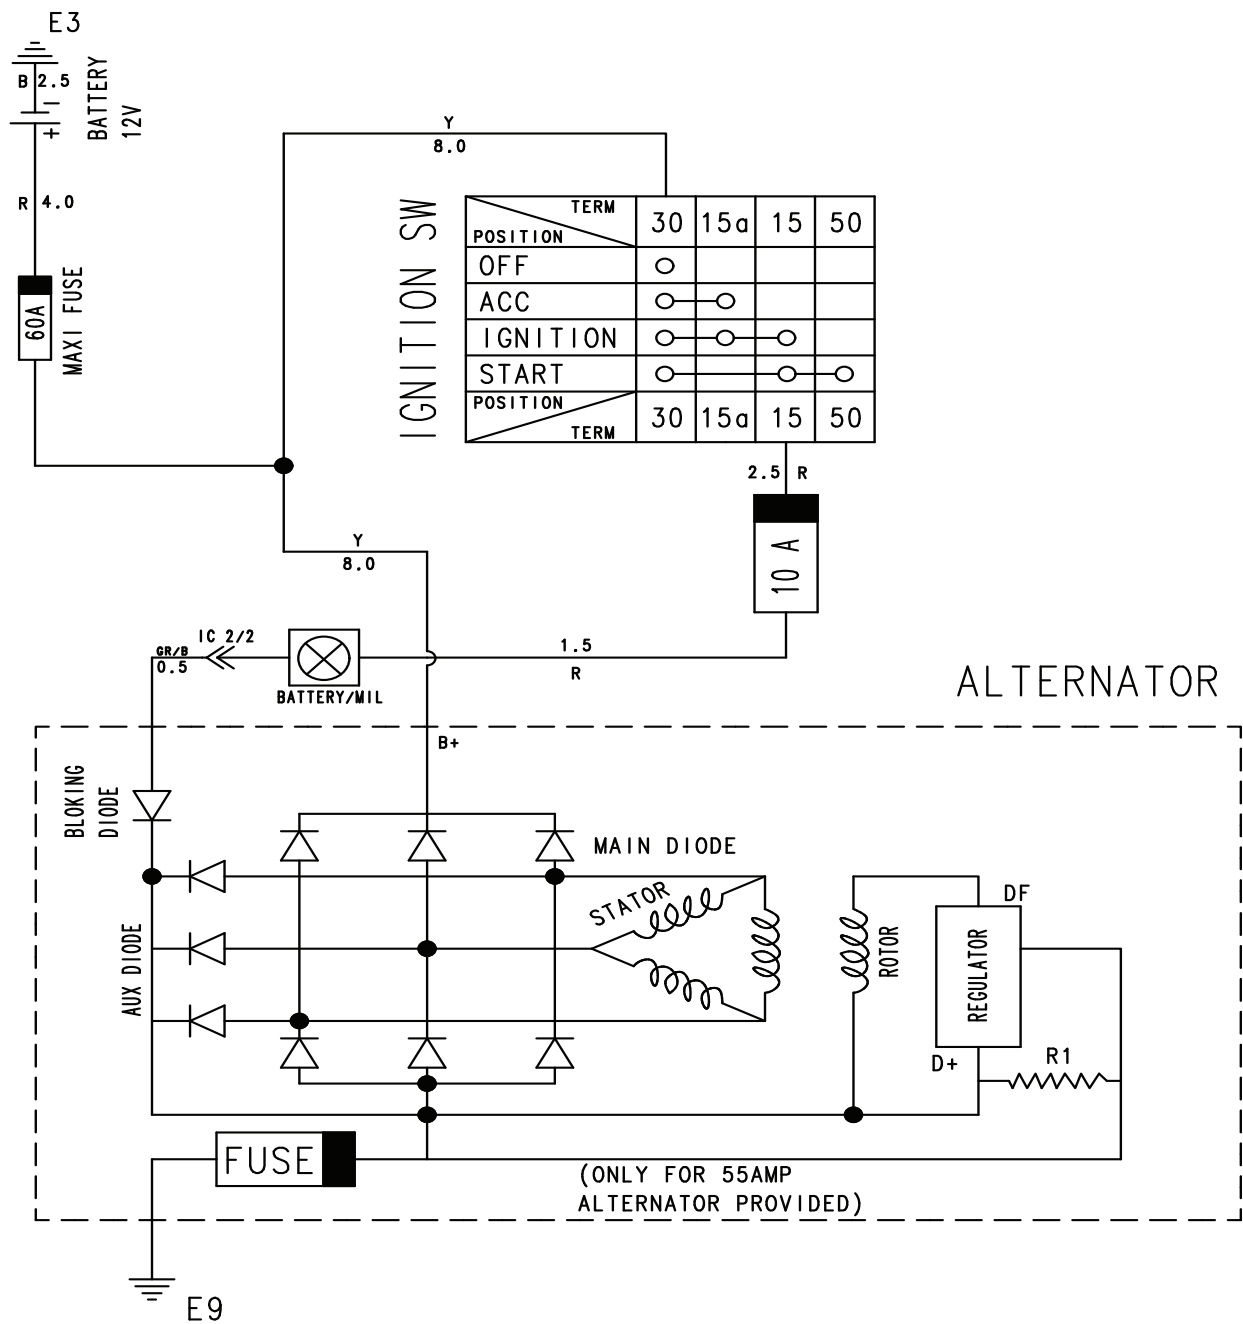 E3
B 2.5
BATTERY
12V
R 4.0
60A
MAXI FUSE
Y
8.0
IGNITION SW
TERM
POSITION
30 15a 15 50
OFF
ACC
IGNITION
START
POSITION
TERM
30 15a 15 50
2.5 R
10 A
Y
8.0
IC 2/2
GR/B
0.5
BATTERY/MIL
1.5
R
ALTERNATOR
B+
BLOKING
DIODE
MAIN DIODE
STATOR
AUX DIODE
ROTOR
DF
REGULATOR
D+
R1
FUSE
(ONLY FOR 55AMP
ALTERNATOR PROVIDED)
E9